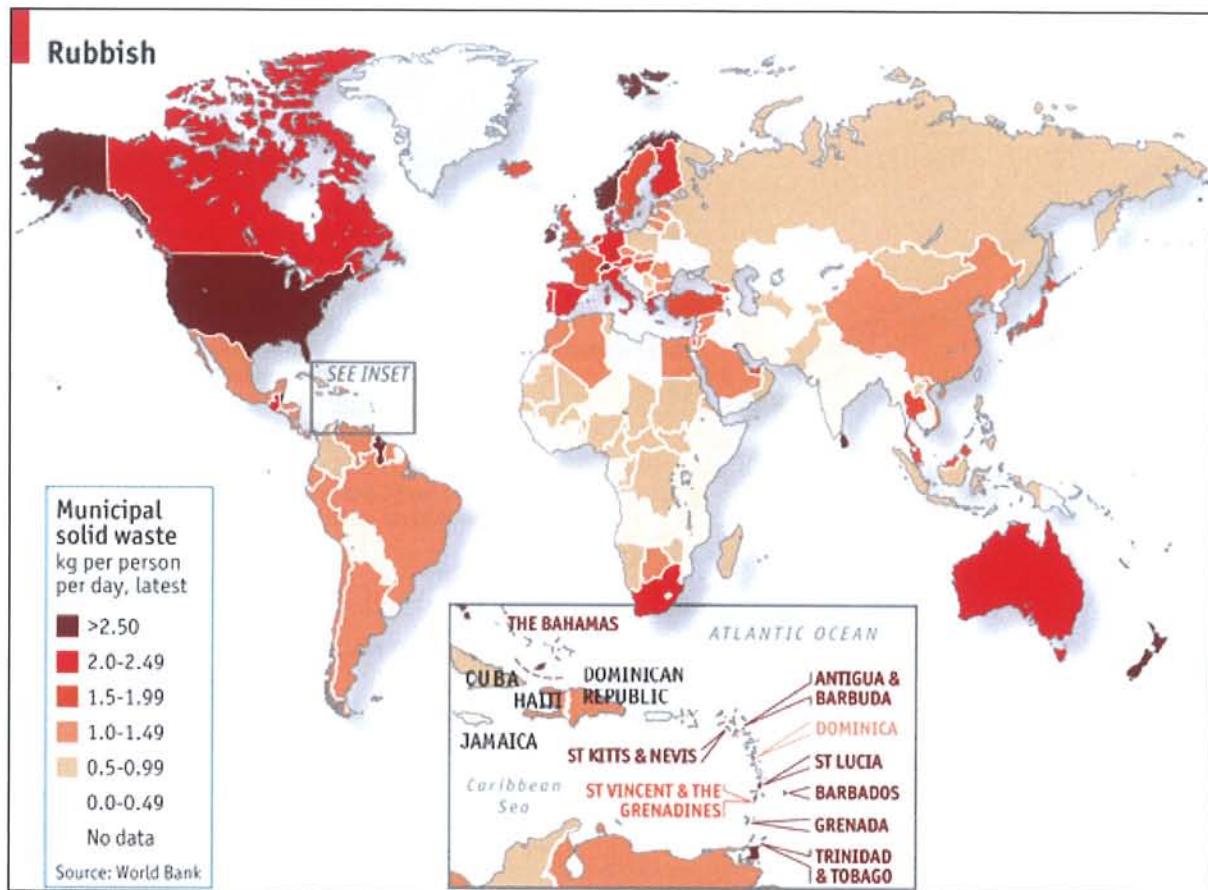 Rubbish
SEE INSET
Municipal
solid waste
kg per person
per day, latest
>2.50
2.0-2.49
1.5-1.99
1.0-1.49
0.5-0.99
0.0-0.49
No data
Source: World Bank
THE BAHAMAS
ATLANTIC OCEAN
CUBA
HAITI
DOMINICAN
REPUBLIC
JAMAICA
ANTIGUA &
BARBUDA
DOMINICA
ST KITTS & NEVIS
ST LUCIA
Caribbean
Sea
ST VINCENT & THE
GRENADINES
BARBADOS
GRENADA
TRINIDAD
& TOBAGO